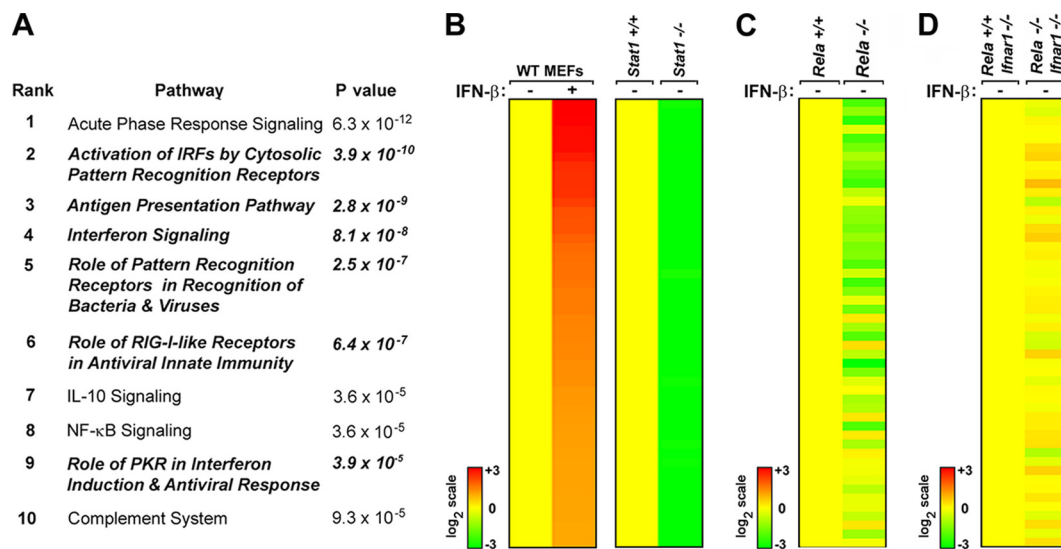 A
Rank Pathway P value
1 Acute Phase Response Signaling 6.3 x 10-12
2 Activation of IRFs by Cytosolic 3.9 x 10-10
Pattern Recognition Receptors
3 Antigen Presentation Pathway 2.8 x 10-9
4 Interferon Signaling 8.1 x 10-8
5 Role of Pattern Recognition 2.5 x 10-7
Receptors in Recognition of
Bacteria & Viruses
6 Role of RIG-I-like Receptors 6.4 x 10-7
in Antiviral Innate Immunity
7 IL-10 Signaling 3.6 x 10-5
8 NF-κB Signaling 3.6 x 10-5
9 Role of PKR in Interferon 3.9 x 10-5
Induction & Antiviral Response
10 Complement System 9.3 x 10-5
B
WT MEFs
Stat1 +/+
Stat1 -/-
IFN-β: - + - -
+3
0
-3
log2 scale
C
Rela +/+
Rela -/-
IFN-β: - -
+3
0
-3
log2 scale
D
Rela +/+
Ifnar1 -/-
Rela -/-
Ifnar1 -/-
IFN-β: - -
+3
0
-3
log2 scale